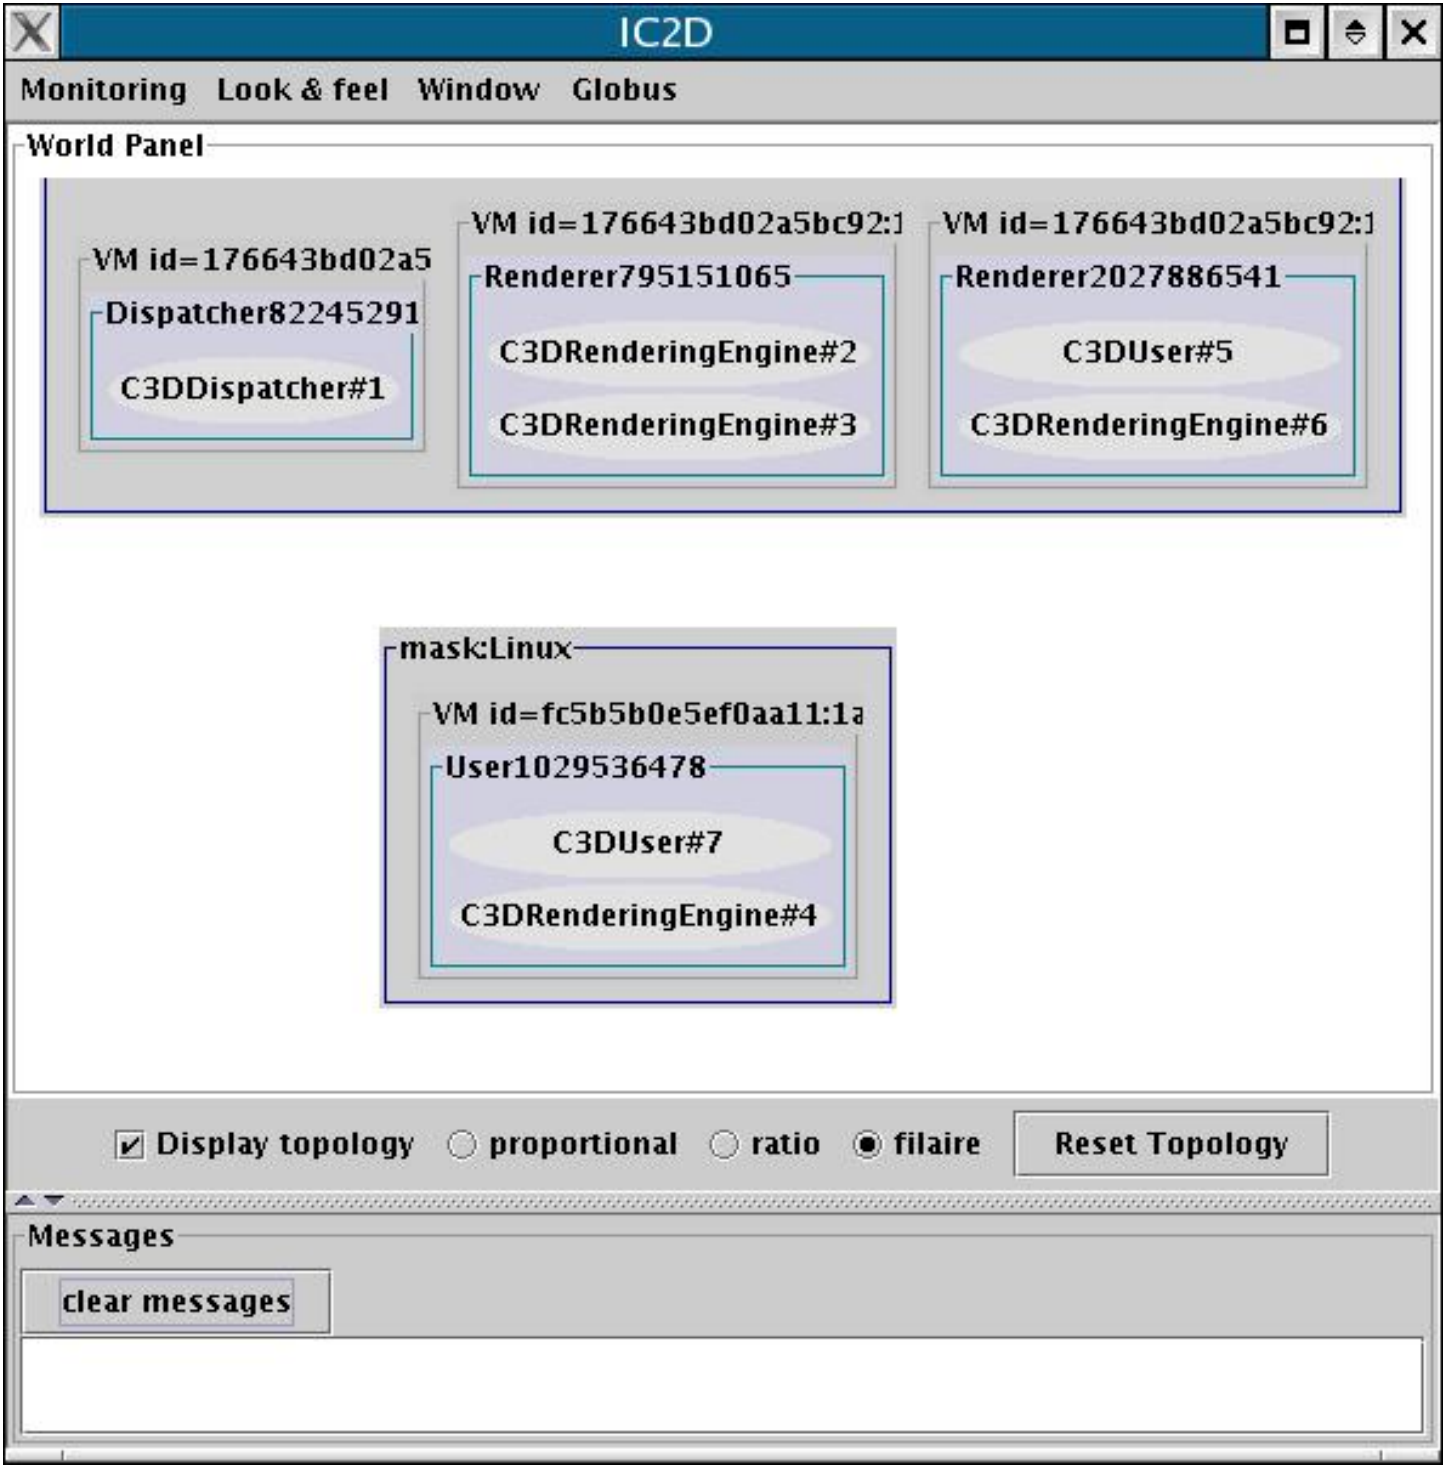 IC2D
Monitoring Look & feel Window Globus
World Panel
VM id=176643bd02a5
Dispatcher82245291
C3DDispatcher#1
VM id=176643bd02a5bc92:1
Renderer795151065
C3DRenderingEngine#2
C3DRenderingEngine#3
VM id=176643bd02a5bc92:1
Renderer2027886541
C3DUser#5
C3DRenderingEngine#6
mask:Linux
VM id=fc5b5b0e5ef0aa11:1a
User1029536478
C3DUser#7
C3DRenderingEngine#4
Display topology proportional ratio filaire Reset Topology
Messages
clear messages